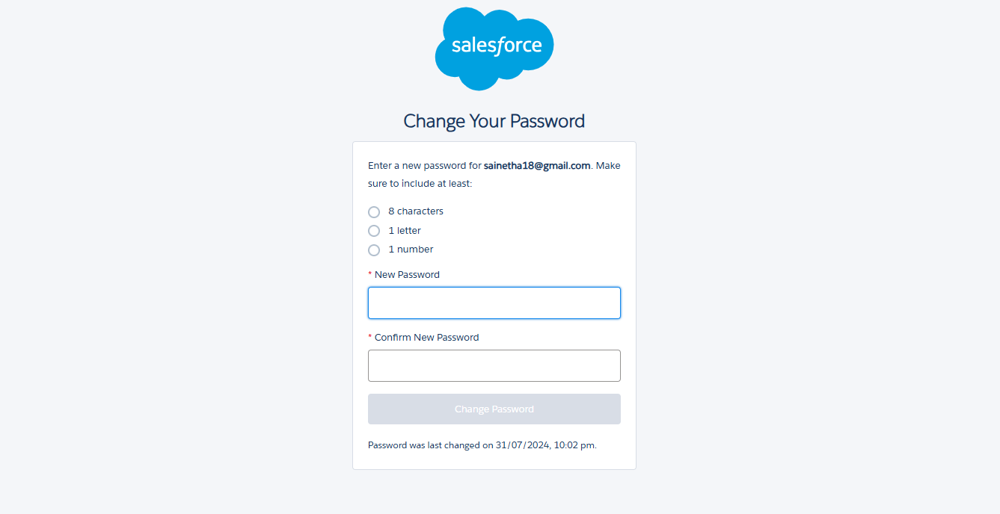 salesforce
Change Your Password
Enter a new password for sainetha18@gmail.com. Make
sure to include at least:
8 characters
1 letter
1 number
* New Password
* Confirm New Password
Change Password
Password was last changed on 31/07/2024, 10:02 pm.